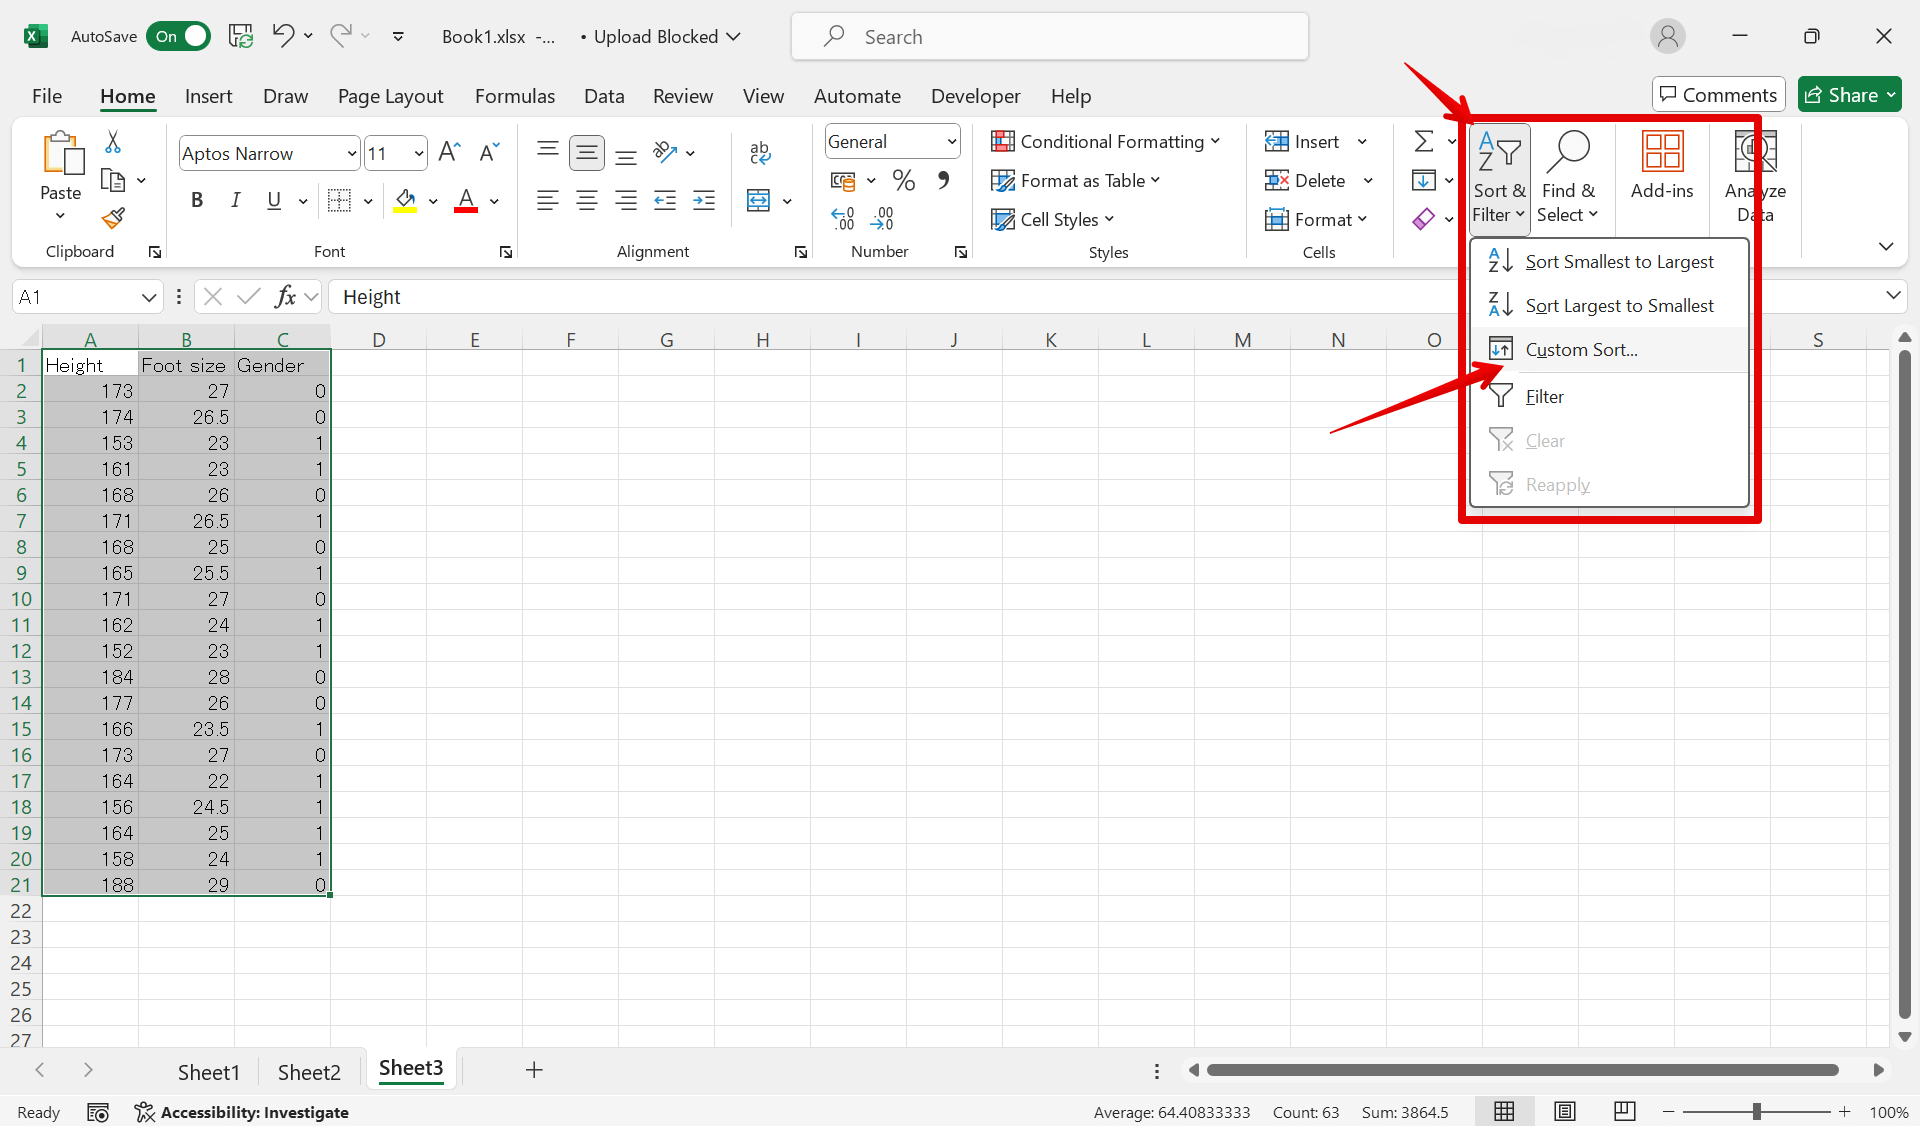 AutoSave On Book1.xlsx -... • Upload Blocked Search
File Home Insert Draw Page Layout Formulas Data Review View Automate Developer Help Comments Share
Paste
Clipboard
Aptos Narrow 11
B I U A
Font
ab
Alignment
General
% 9
Number
Conditional Formatting
Format as Table
Cell Styles
Styles
Insert
Delete
Format
Cells
Sort & Filter
Find & Select
Add-ins
Analyze Data
Sort Smallest to Largest
Sort Largest to Smallest
Custom Sort...
Filter
Clear
Reapply
A1 fx Height
A B C D E F G H I J K L M N O S
1 Height Foot size Gender
2 173 27 0
3 174 26.5 0
4 153 23 1
5 161 23 1
6 168 26 0
7 171 26.5 1
8 168 25 0
9 165 25.5 1
10 171 27 0
11 162 24 1
12 152 23 1
13 184 28 0
14 177 26 0
15 166 23.5 1
16 173 27 0
17 164 22 1
18 156 24.5 1
19 164 25 1
20 158 24 1
21 188 29 0
22
23
24
25
26
27
Sheet1 Sheet2 Sheet3
Ready Accessibility: Investigate Average: 64.40833333 Count: 63 Sum: 3864.5 100%